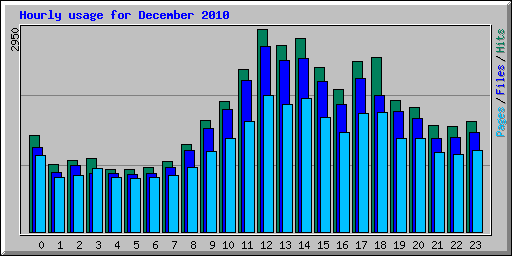 Hourly usage for December 2010
2950
Pages / Files / Hits
0 1 2 3 4 5 6 7 8 9 10 11 12 13 14 15 16 17 18 19 20 21 22 23